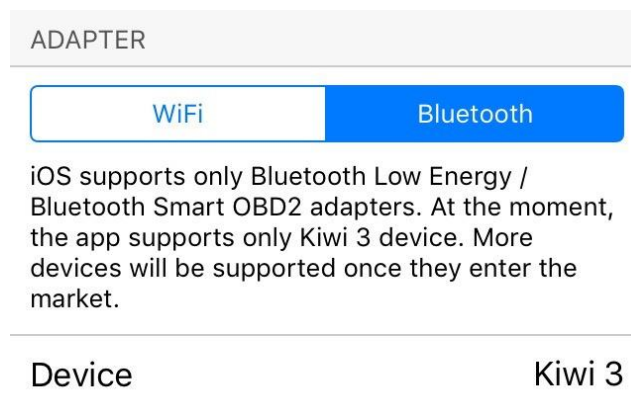 ADAPTER
WiFi Bluetooth
iOS supports only Bluetooth Low Energy /
Bluetooth Smart OBD2 adapters. At the moment,
the app supports only Kiwi 3 device. More
devices will be supported once they enter the
market.
Device Kiwi 3